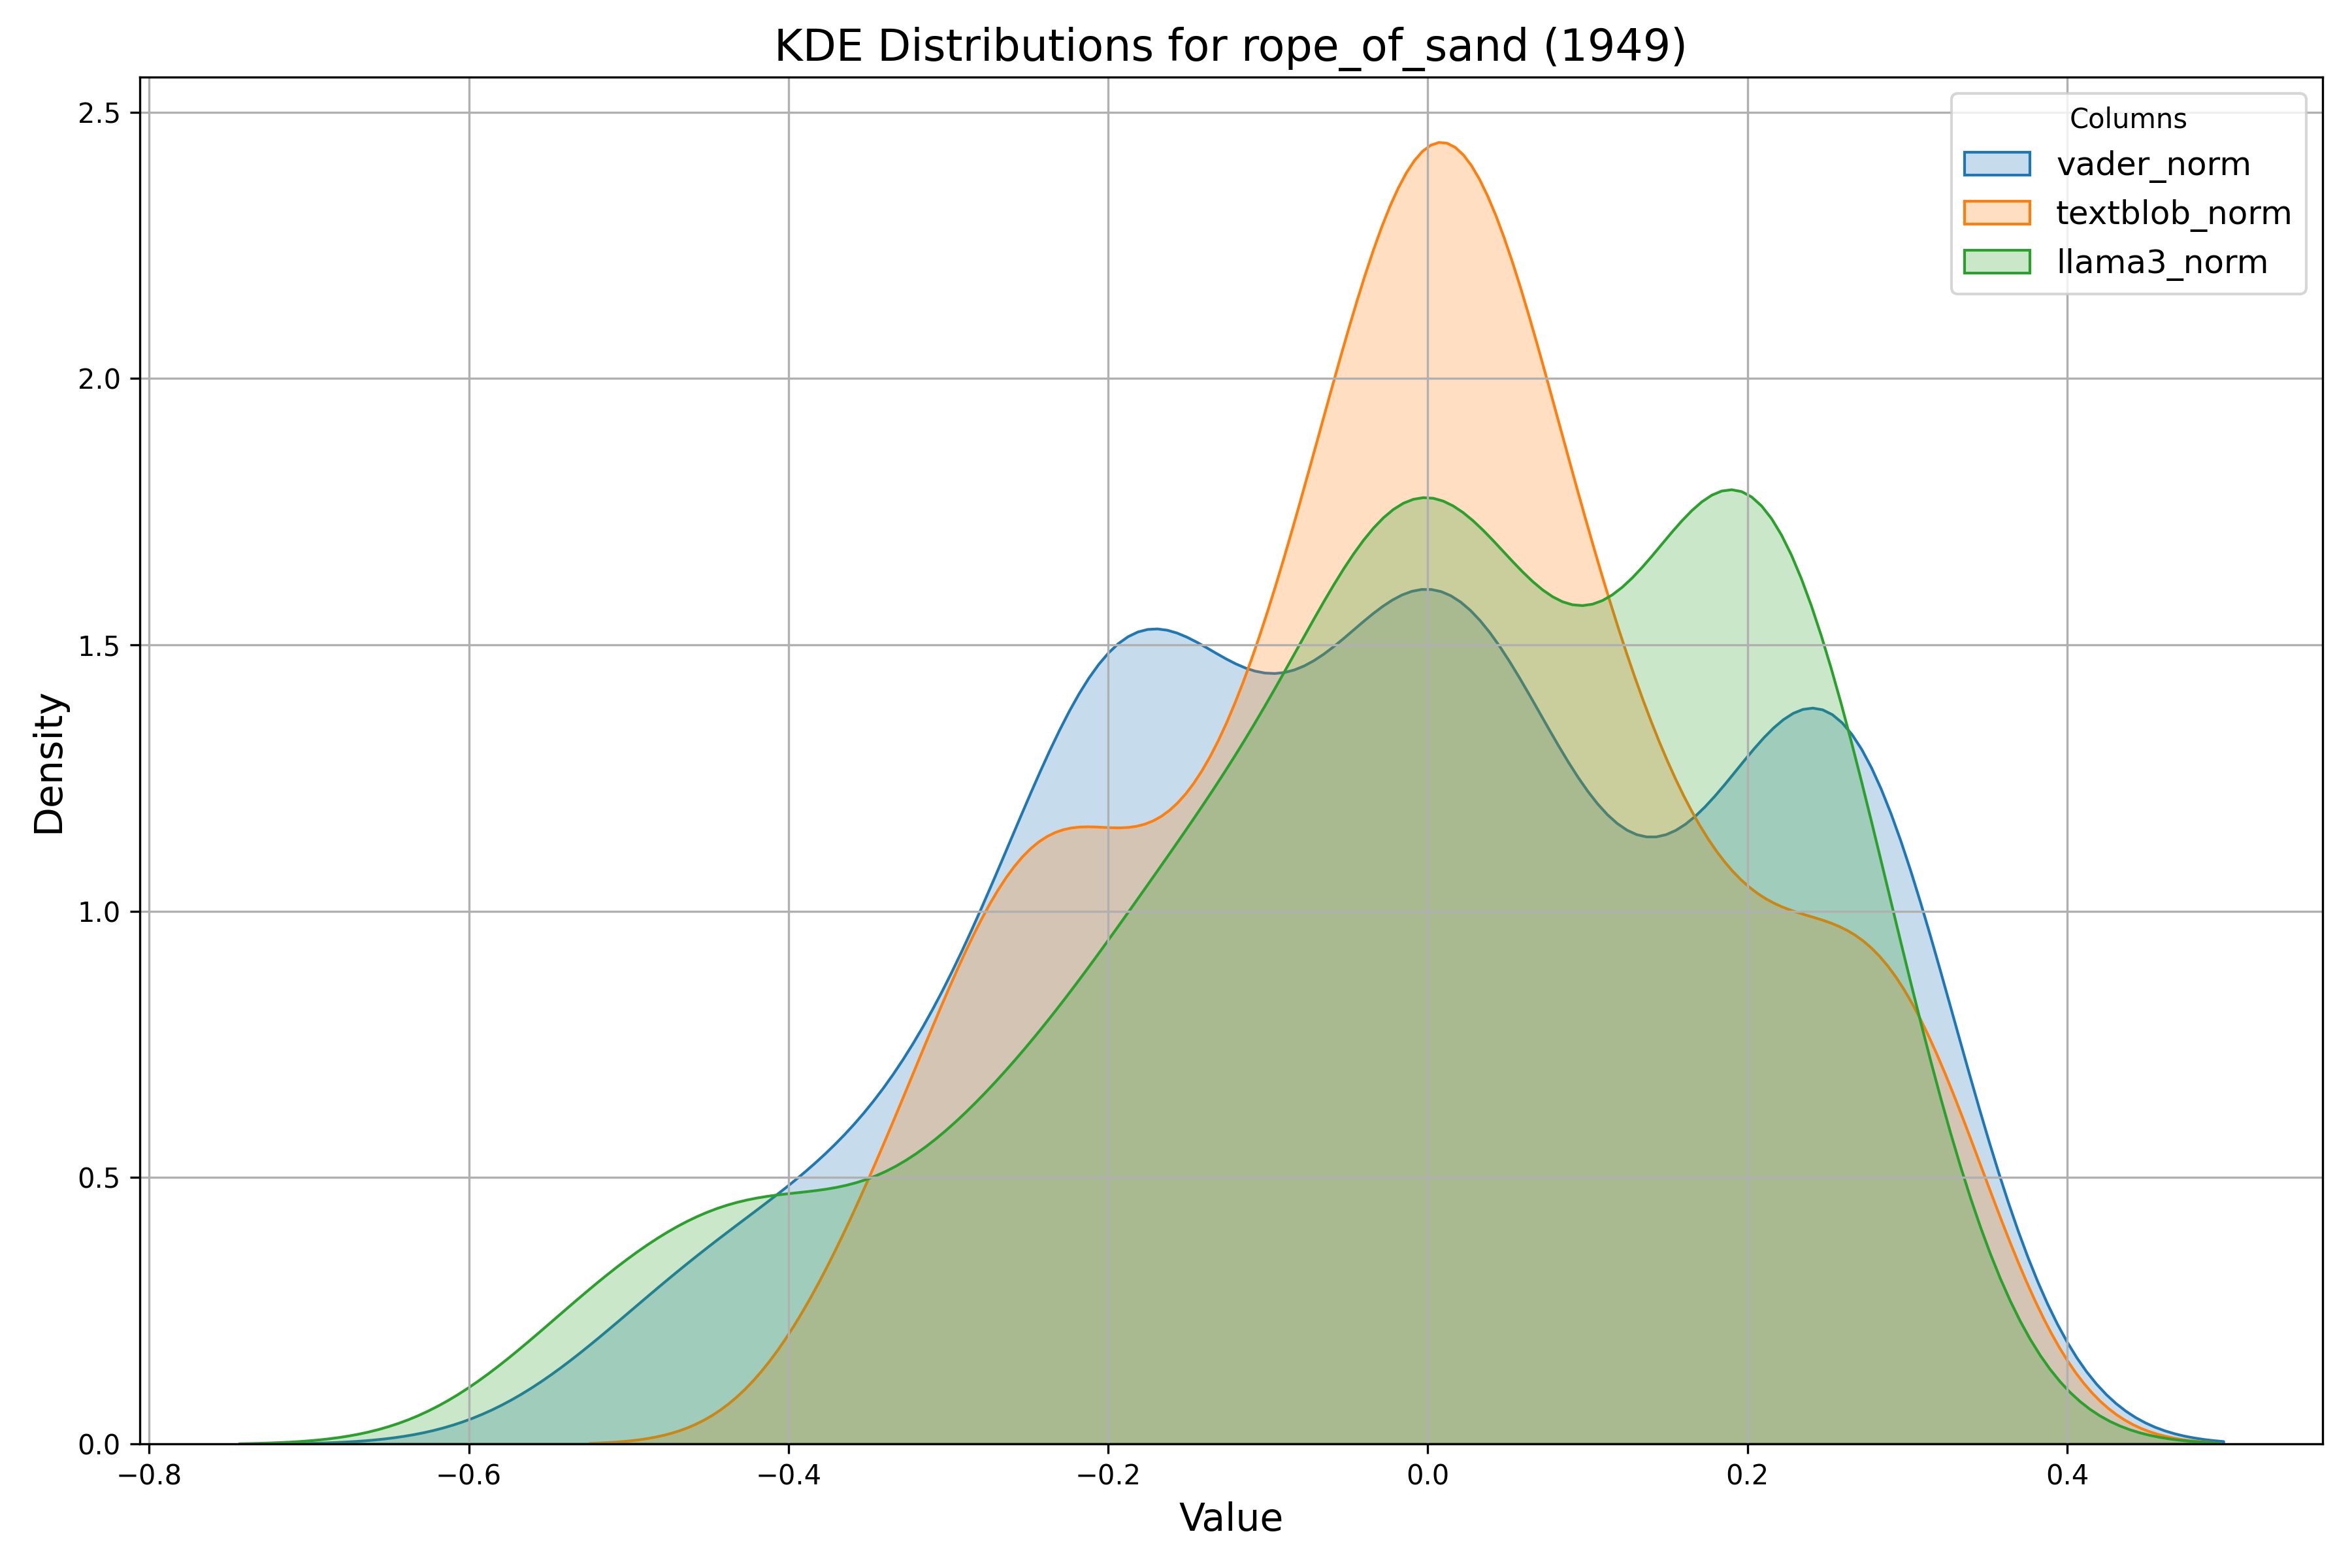 KDE Distributions for rope_of_sand (1949)
Columns
vader_norm
textblob_norm
llama3_norm
2.5
2.0
1.5
1.0
0.5
0.0
Density
−0.8 −0.6 −0.4 −0.2 0.0 0.2 0.4
Value